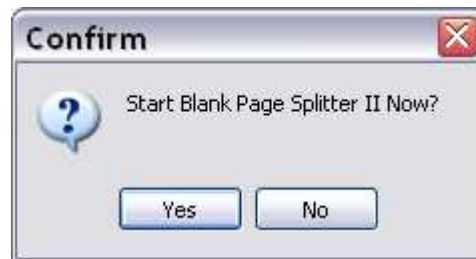 Confirm
Start Blank Page Splitter II Now?
Yes No